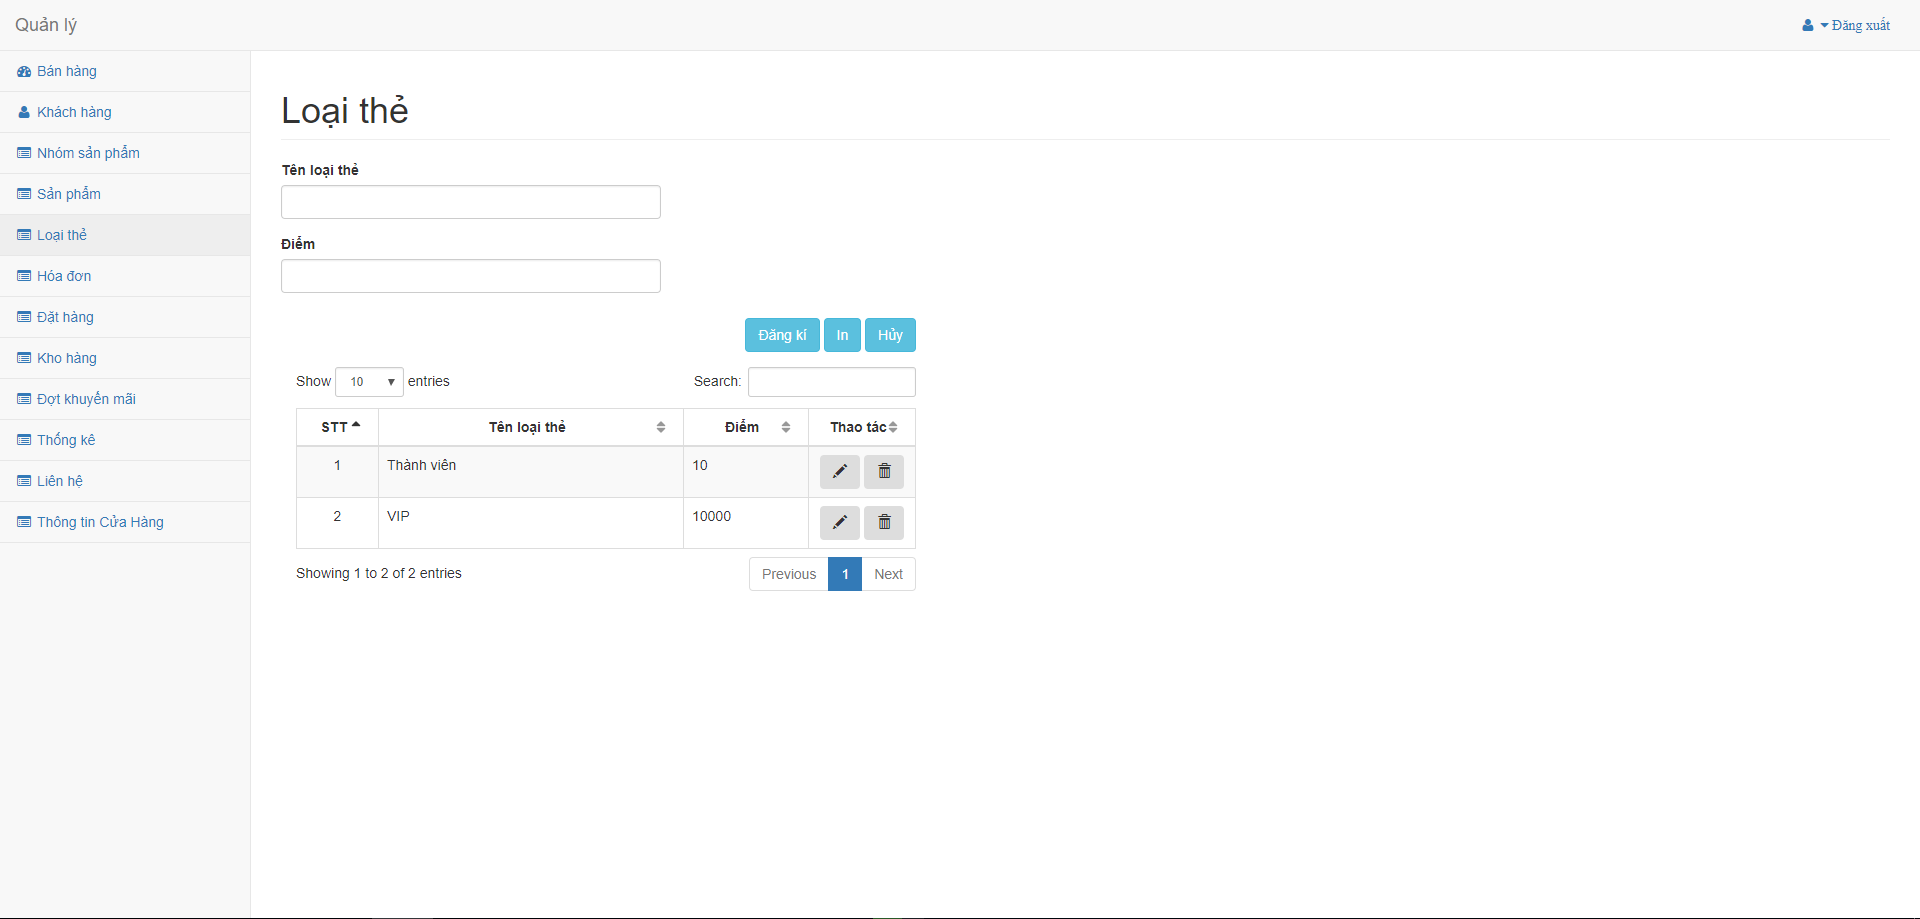 Quản lý
Đăng xuất
Bán hàng
Khách hàng
Nhóm sản phẩm
Sản phẩm
Loại thẻ
Hóa đơn
Đặt hàng
Kho hàng
Đợt khuyến mãi
Thống kê
Liên hệ
Thông tin Cửa Hàng
Loại thẻ
Tên loại thẻ
Điểm
Đăng kí In Hủy
Show 10 entries Search:
STT Tên loại thẻ Điểm Thao tác
1 Thành viên 10
2 VIP 10000
Showing 1 to 2 of 2 entries Previous 1 Next